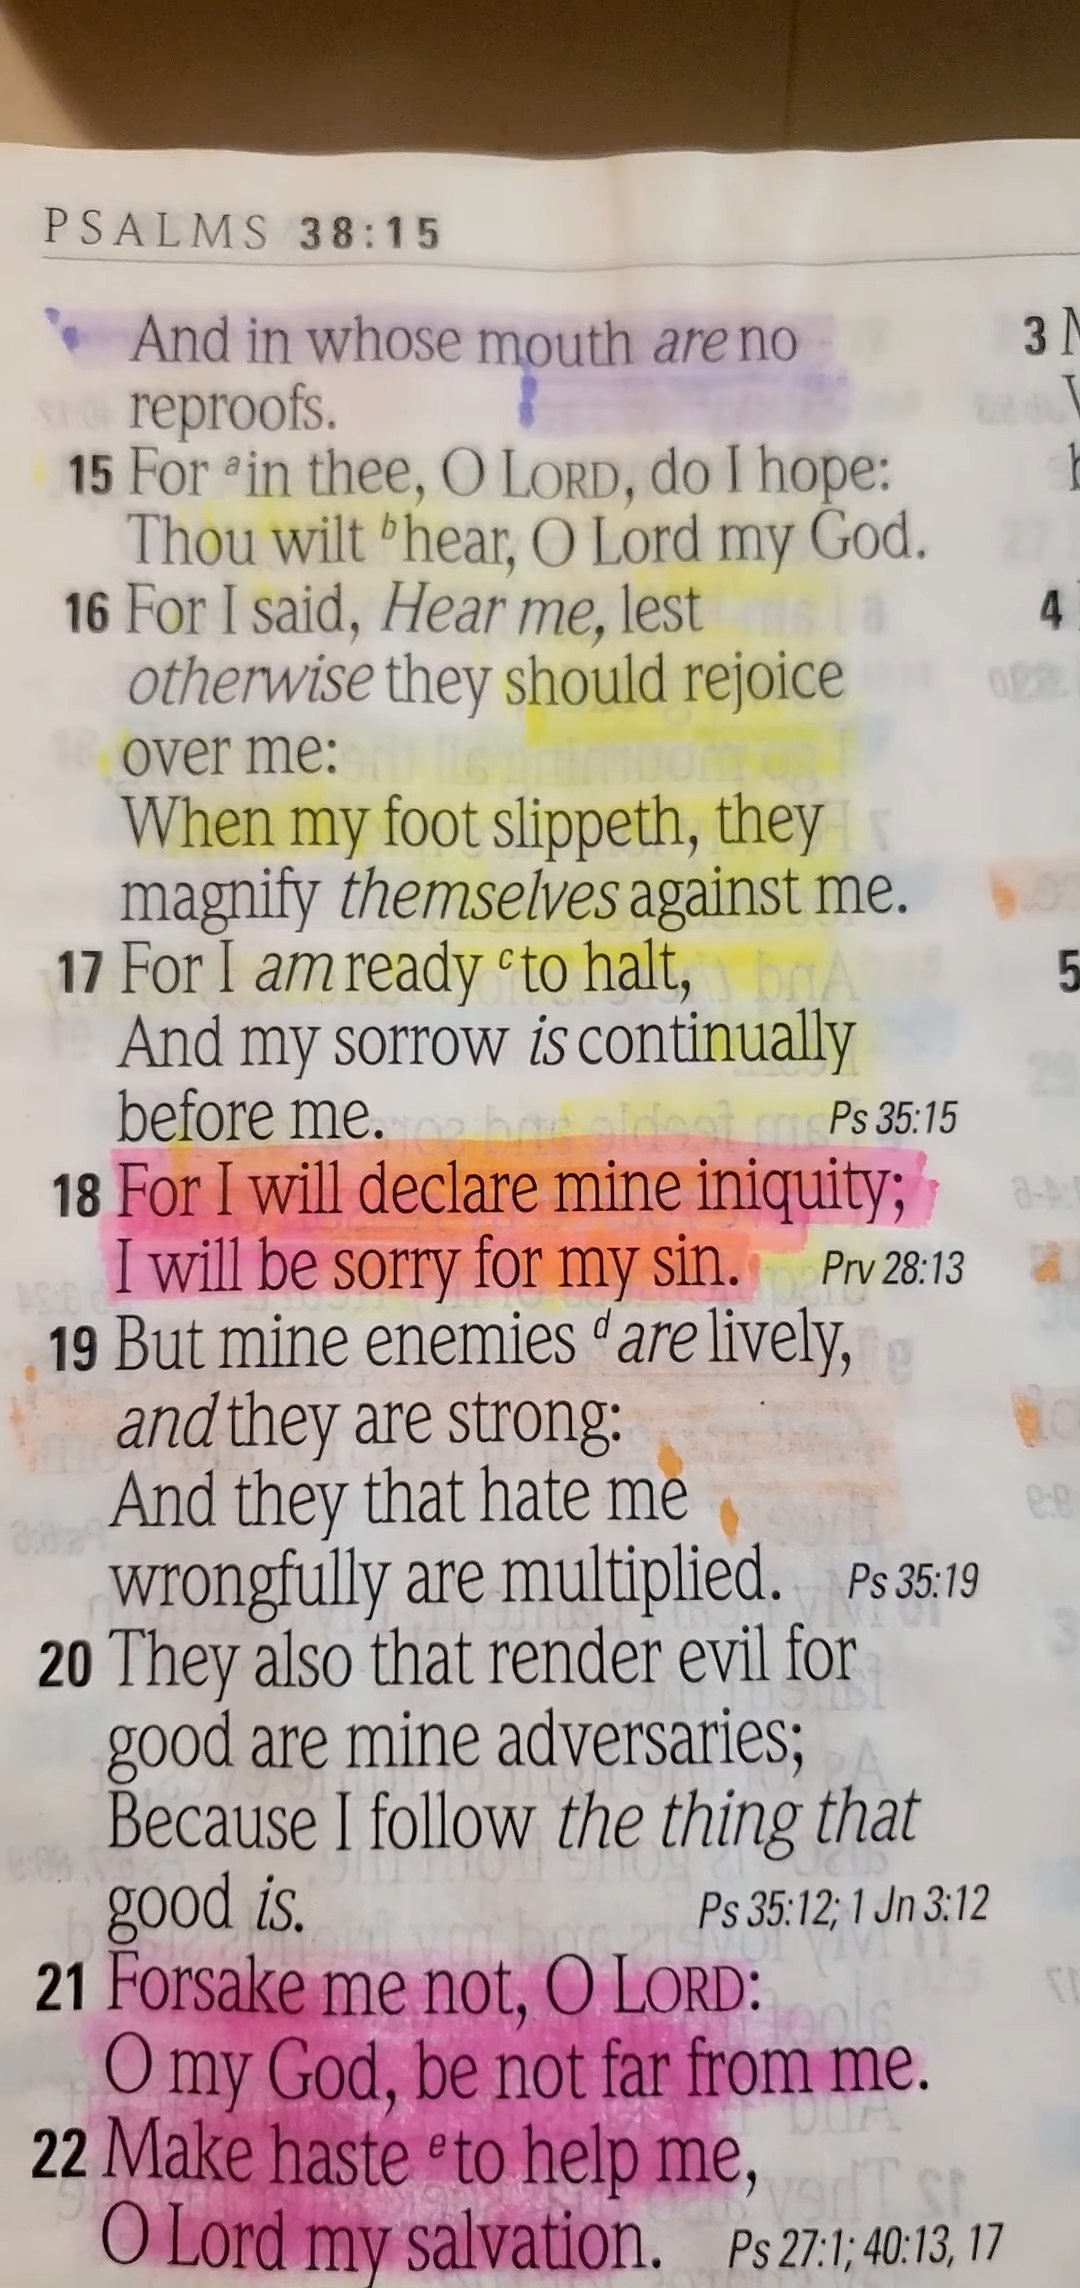 PSALMS 38:15
And in whose mouth are no
reproofs.
15 For a in thee, O LORD, do I hope:
Thou wilt b hear, O Lord my God.
16 For I said, Hear me, lest
otherwise they should rejoice
over me:
When my foot slippeth, they
magnify themselves against me.
17 For I am ready c to halt,
And my sorrow is continually
before me. Ps 35:15
18 For I will declare mine iniquity;
I will be sorry for my sin. Prv 28:13
19 But mine enemies d are lively,
and they are strong:
And they that hate me
wrongfully are multiplied. Ps 35:19
20 They also that render evil for
good are mine adversaries;
Because I follow the thing that
good is. Ps 35:12; 1 Jn 3:12
21 Forsake me not, O LORD:
O my God, be not far from me.
22 Make haste e to help me,
O Lord my salvation. Ps 27:1; 40:13, 17
3
4
5